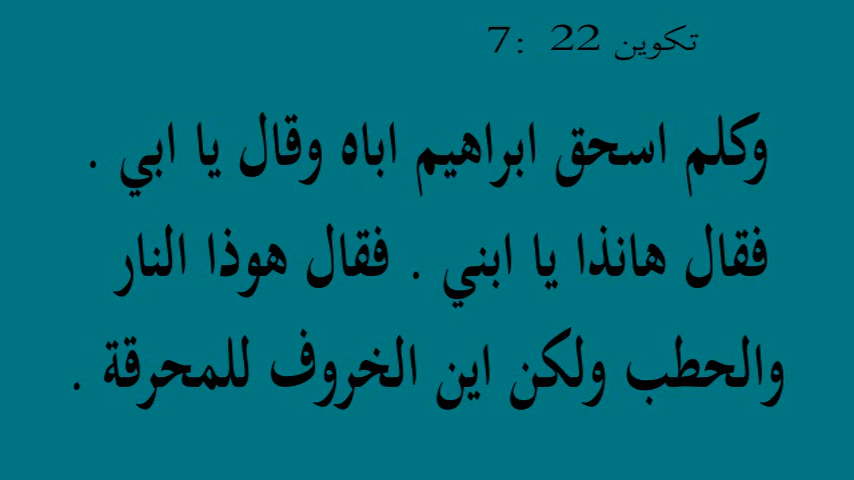 تكوين 22 :7
وكلم اسحق ابراهيم اباه وقال يا ابي .
فقال هانذا يا ابني . فقال هوذا النار
والحطب ولكن اين الخروف للمحرقة .